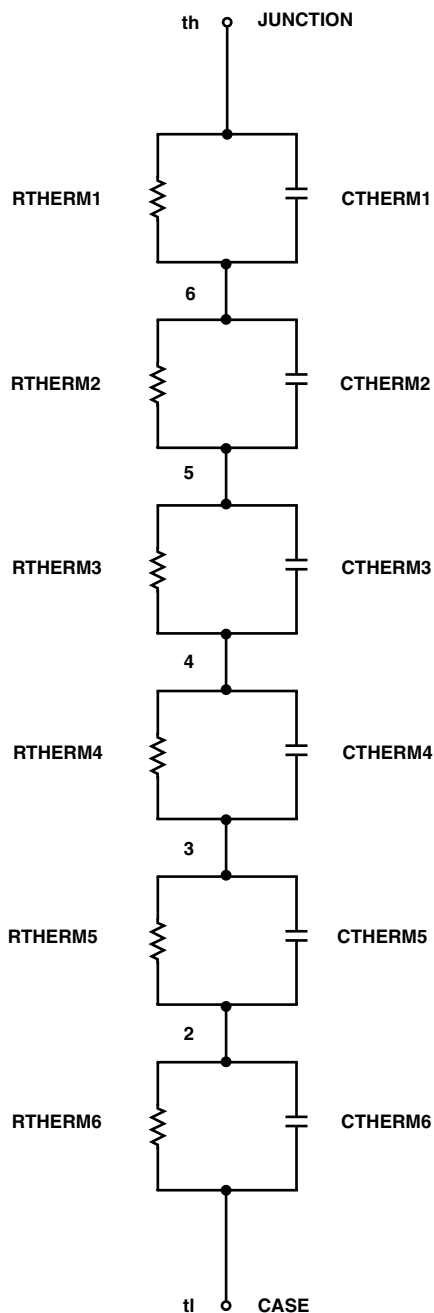 th JUNCTION
RTHERM1 CTHERM1
6
RTHERM2 CTHERM2
5
RTHERM3 CTHERM3
4
RTHERM4 CTHERM4
3
RTHERM5 CTHERM5
2
RTHERM6 CTHERM6
tl CASE